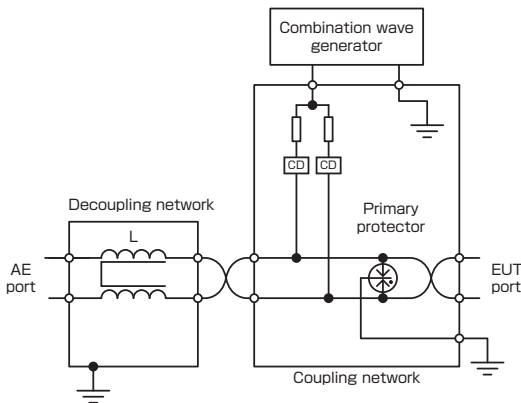 Combination wave
generator
CD
CD
Decoupling network
L
Primary
protector
AE
port
EUT
port
Coupling network